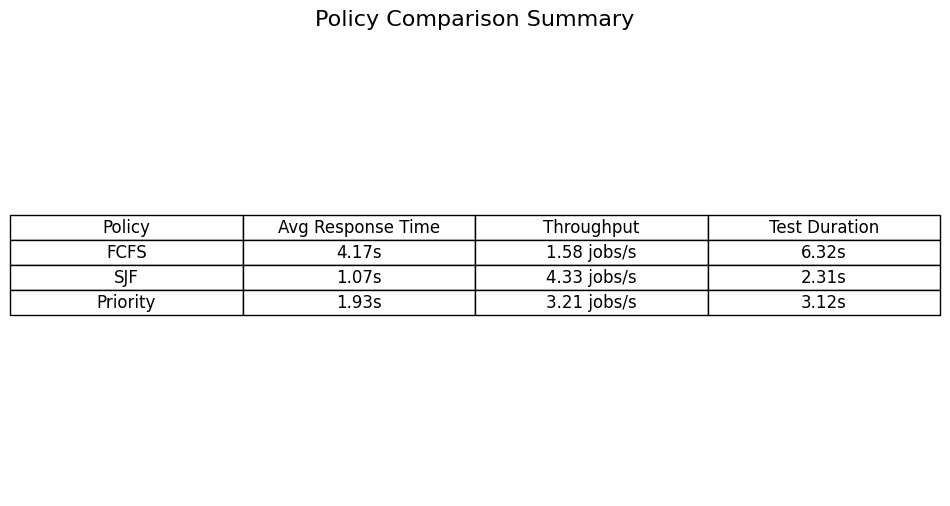 Policy Comparison Summary
Policy Avg Response Time Throughput Test Duration
FCFS 4.17s 1.58 jobs/s 6.32s
SJF 1.07s 4.33 jobs/s 2.31s
Priority 1.93s 3.21 jobs/s 3.12s